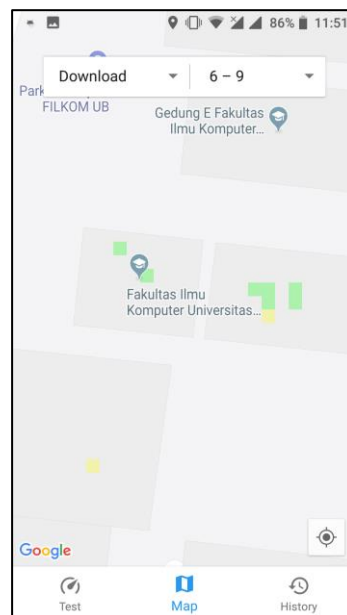 86% 11:51
Download 6 – 9
Park
FILKOM UB
Gedung E Fakultas
Ilmu Komputer...
Fakultas Ilmu
Komputer Universitas...
Google
Test Map History